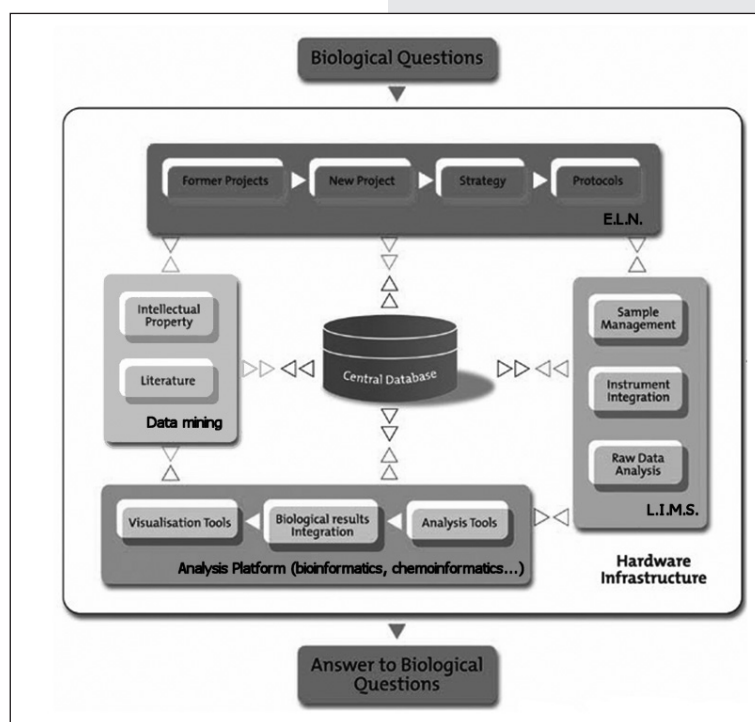 Biological Questions
Former Projects
New Project
Strategy
Protocols
E.L.N.
Intellectual
Property
Literature
Data mining
Central Database
Sample
Management
Instrument
Integration
Raw Data
Analysis
L.I.M.S.
Visualisation Tools
Biological results
Integration
Analysis Tools
Analysis Platform (bioinformatics, chemoinformatics...)
Hardware
Infrastructure
Answer to Biological
Questions